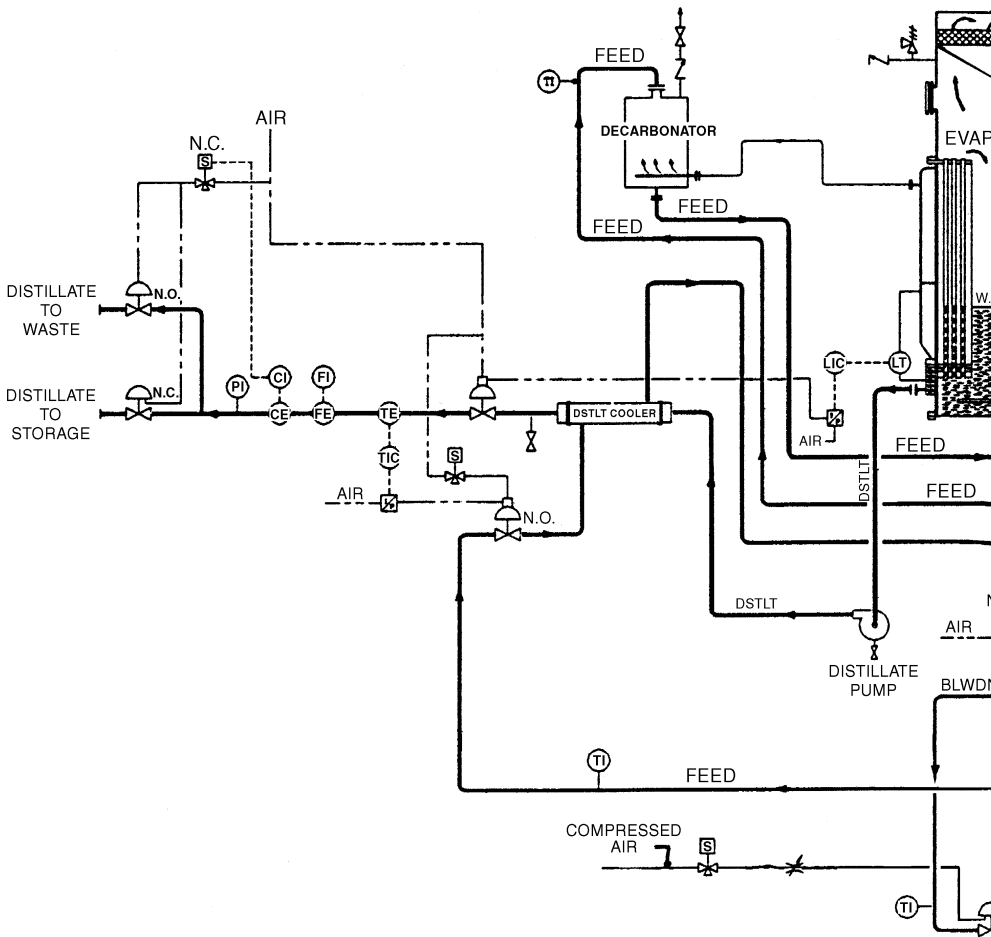 FEED
TI
DECARBONATOR
EVAP
AIR
N.C.
S
FEED
FEED
DISTILLATE
TO
WASTE
N.O.
W.
DISTILLATE
TO
STORAGE
N.C.
PI
CI
FI
LIC
LT
CE
FE
TE
DSTLT COOLER
I/P
AIR
FEED
TIC
S
DSTLT
FEED
AIR
I/P
N.O.
DSTLT
AIR
DISTILLATE
PUMP
BLWDN
TI
FEED
COMPRESSED
AIR
S
TI